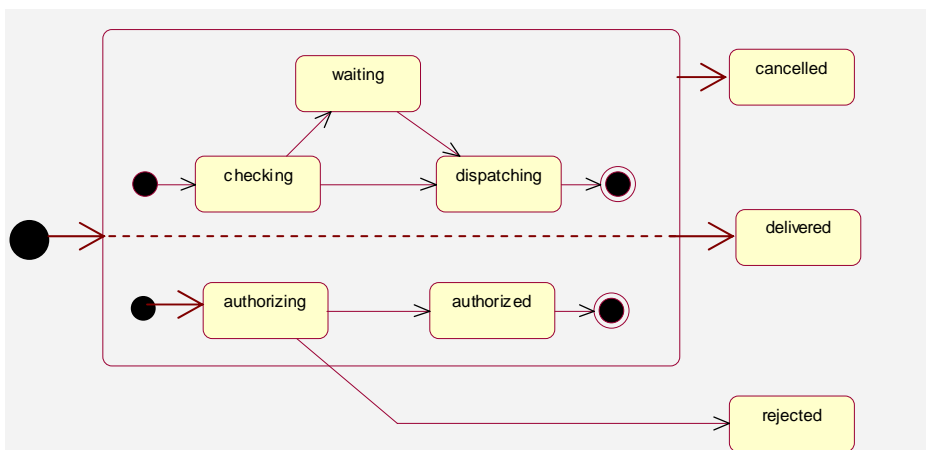 waiting
cancelled
checking
dispatching
delivered
authorizing
authorized
rejected